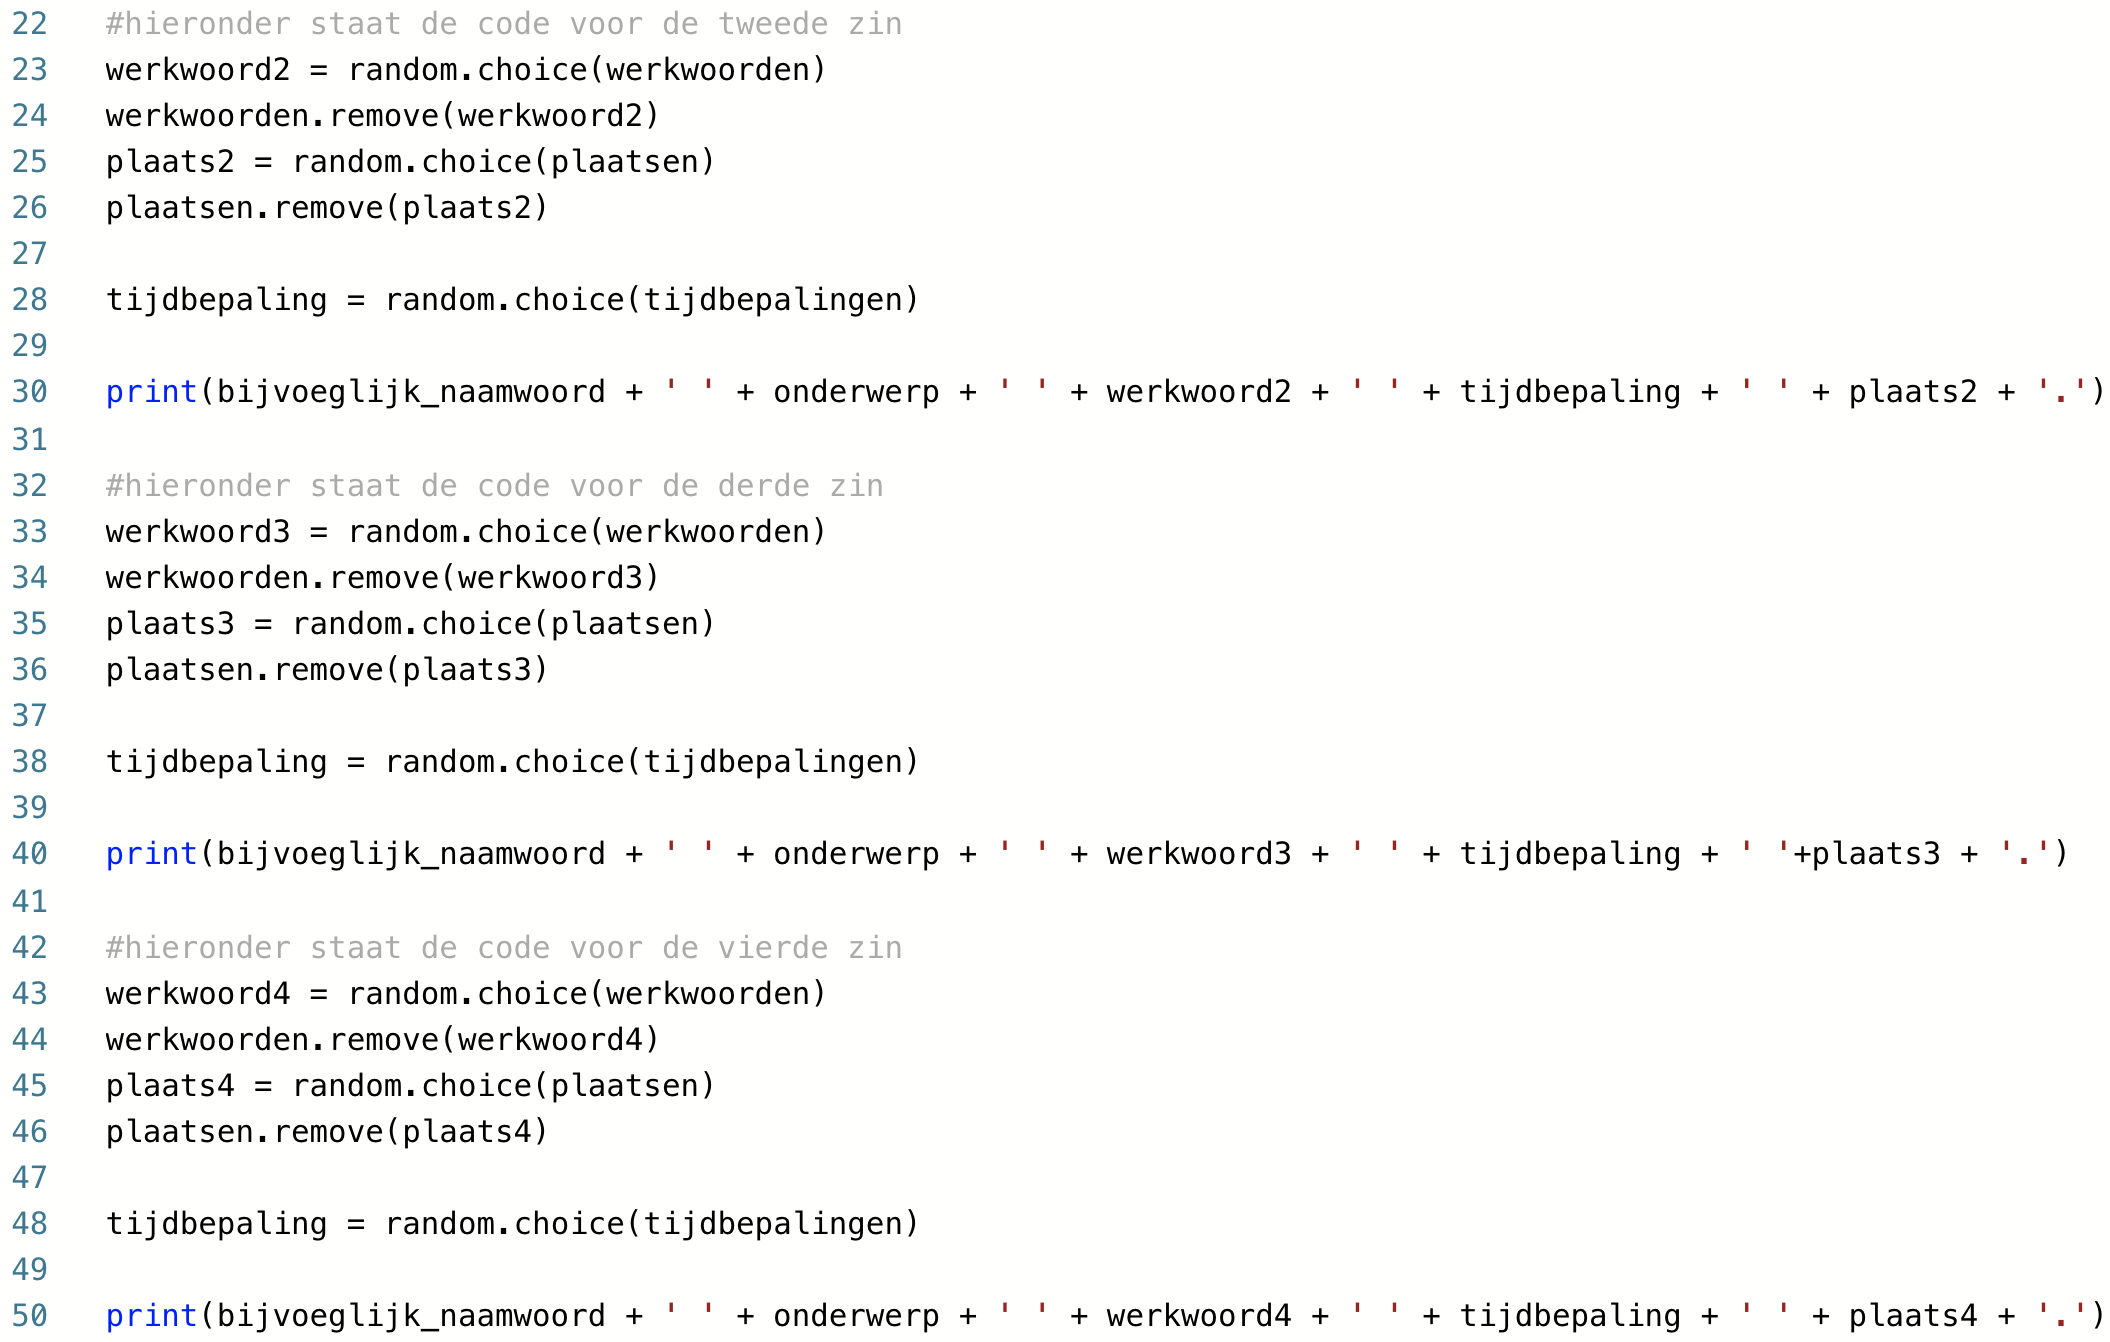 22 #hieronder staat de code voor de tweede zin
23 werkwoord2 = random.choice(werkwoorden)
24 werkwoorden.remove(werkwoord2)
25 plaats2 = random.choice(plaatsen)
26 plaatsen.remove(plaats2)
27
28 tijdbepaling = random.choice(tijdbepalingen)
29
30 print(bijvoeglijk_naamwoord + ' ' + onderwerp + ' ' + werkwoord2 + ' ' + tijdbepaling + ' ' + plaats2 + '.')
31
32 #hieronder staat de code voor de derde zin
33 werkwoord3 = random.choice(werkwoorden)
34 werkwoorden.remove(werkwoord3)
35 plaats3 = random.choice(plaatsen)
36 plaatsen.remove(plaats3)
37
38 tijdbepaling = random.choice(tijdbepalingen)
39
40 print(bijvoeglijk_naamwoord + ' ' + onderwerp + ' ' + werkwoord3 + ' ' + tijdbepaling + ' '+plaats3 + '.')
41
42 #hieronder staat de code voor de vierde zin
43 werkwoord4 = random.choice(werkwoorden)
44 werkwoorden.remove(werkwoord4)
45 plaats4 = random.choice(plaatsen)
46 plaatsen.remove(plaats4)
47
48 tijdbepaling = random.choice(tijdbepalingen)
49
50 print(bijvoeglijk_naamwoord + ' ' + onderwerp + ' ' + werkwoord4 + ' ' + tijdbepaling + ' ' + plaats4 + '.')